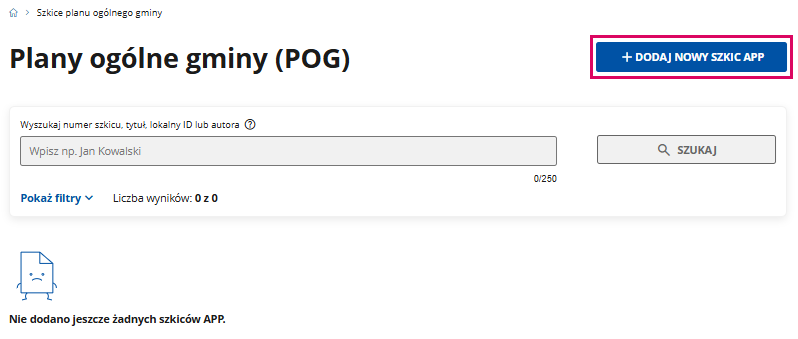 Szkice planu ogólnego gminy
Plany ogólne gminy (POG)
+ DODAJ NOWY SZKIC APP
Wyszukaj numer szkicu, tytuł, lokalny ID lub autora ?
Wpisz np. Jan Kowalski
SZUKAJ
0/250
Pokaż filtry Liczba wyników: 0 z 0
Nie dodano jeszcze żadnych szkiców APP.